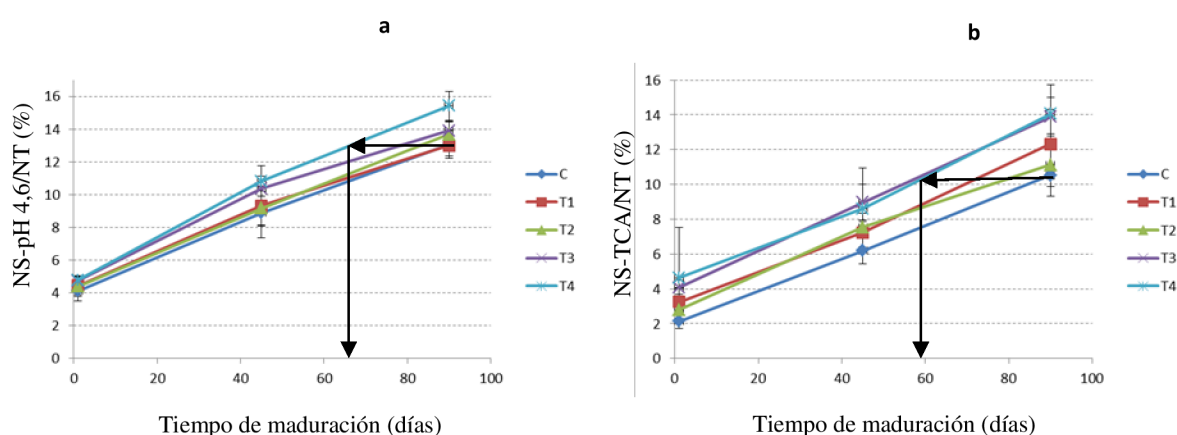 a
NS-pH 4,6/NT (%)
16
14
12
10
8
6
4
2
0
0
20
40
60
80
100
C
T1
T2
T3
T4
Tiempo de maduración (días)
b
NS-TCA/NT (%)
16
14
12
10
8
6
4
2
0
0
20
40
60
80
100
C
T1
T2
T3
T4
Tiempo de maduración (días)